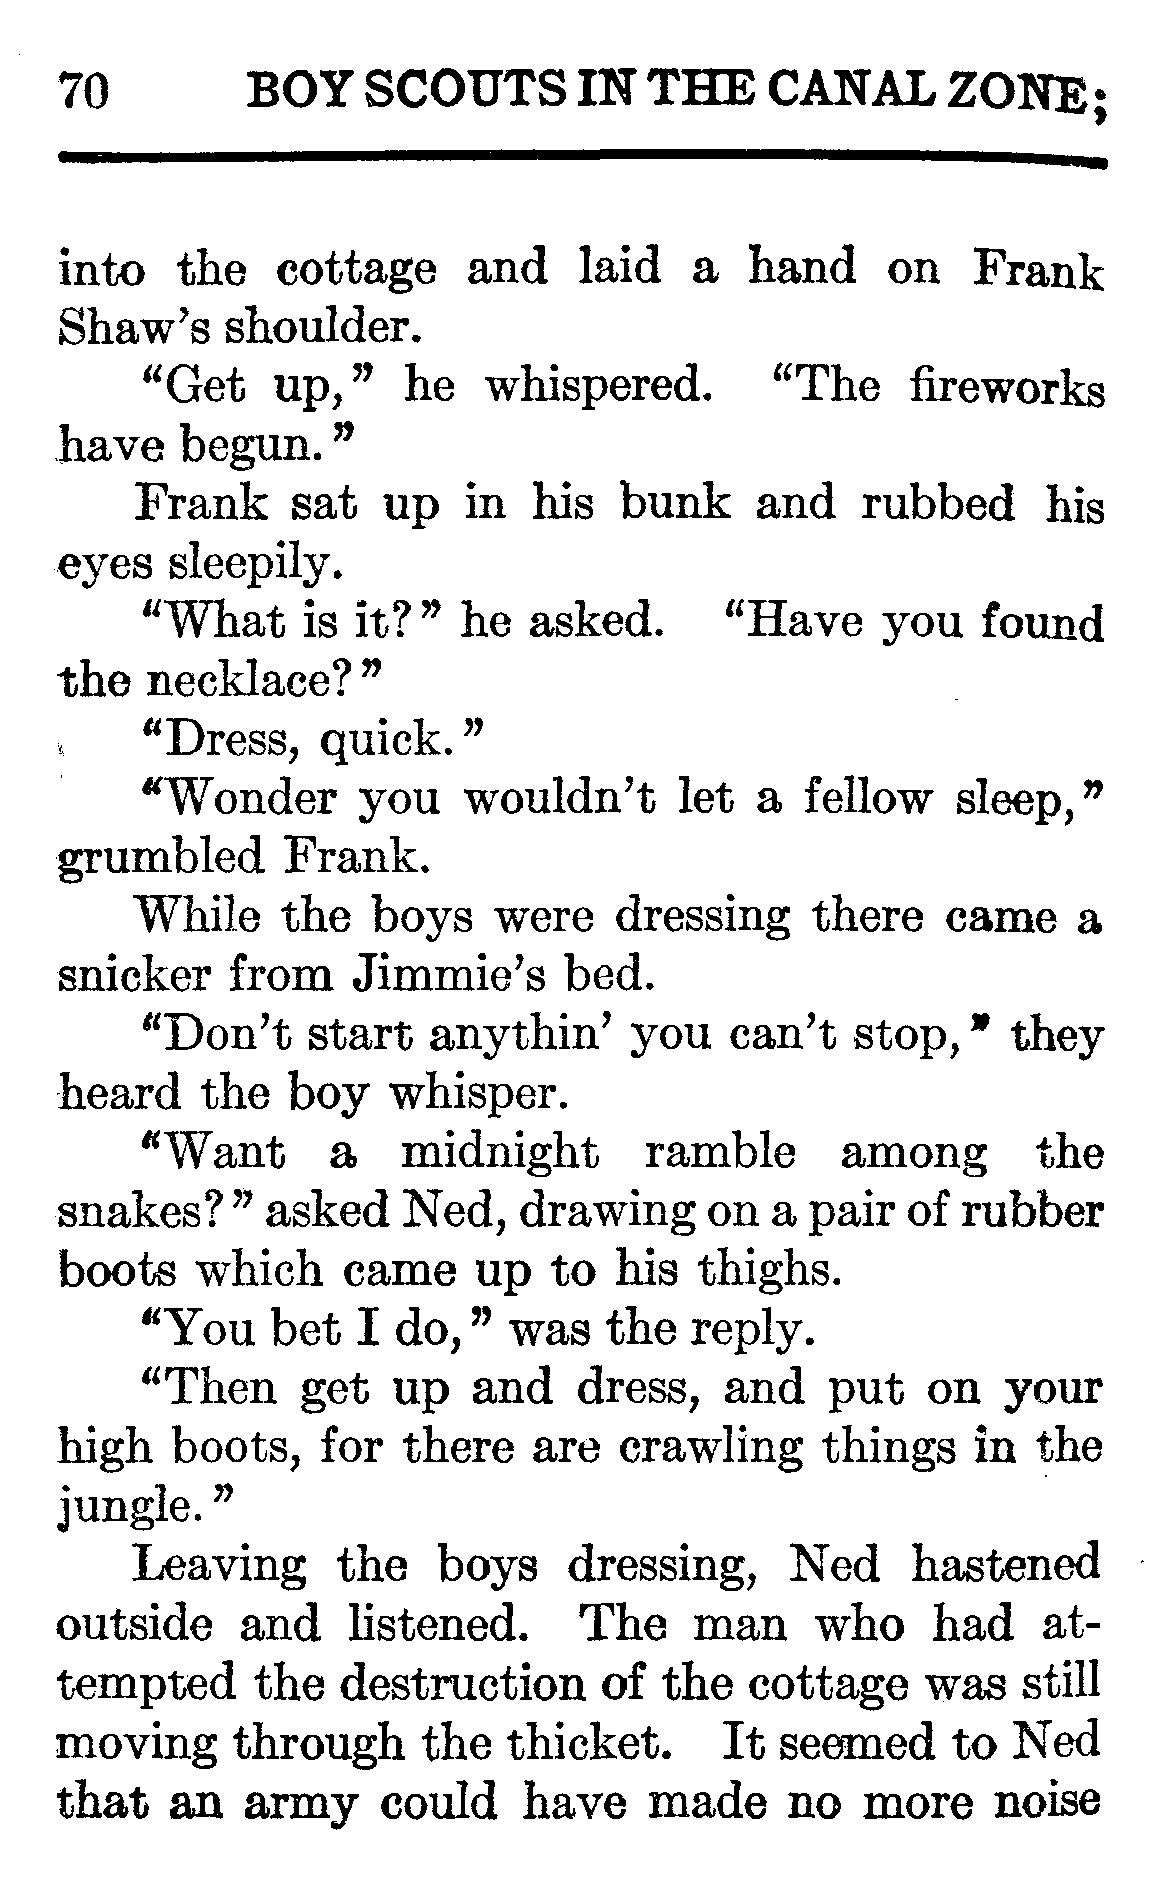 70 BOY SCOUTS IN THE CANAL ZONE;
into the cottage and laid a hand on Frank
Shaw's shoulder.
"Get up," he whispered. "The fireworks
have begun."
Frank sat up in his bunk and rubbed his
eyes sleepily.
"What is it?" he asked. "Have you found
the necklace?"
"Dress, quick."
"Wonder you wouldn't let a fellow sleep,"
grumbled Frank.
While the boys were dressing there came a
snicker from Jimmie's bed.
"Don't start anythin' you can't stop," they
heard the boy whisper.
"Want a midnight ramble among the
snakes?" asked Ned, drawing on a pair of rubber
boots which came up to his thighs.
"You bet I do," was the reply.
"Then get up and dress, and put on your
high boots, for there are crawling things in the
jungle."
Leaving the boys dressing, Ned hastened
outside and listened. The man who had at-
tempted the destruction of the cottage was still
moving through the thicket. It seemed to Ned
that an army could have made no more noise